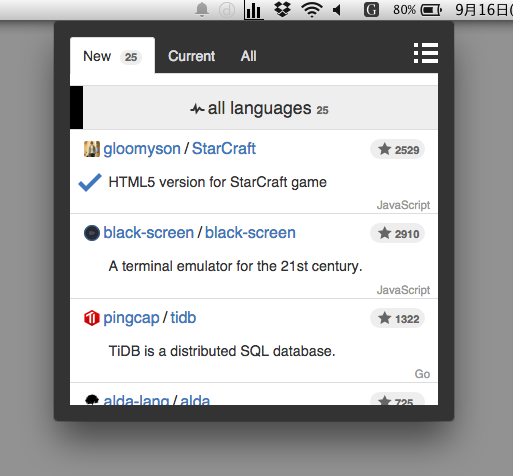 G 80% 9月16日(
New 25 Current All
all languages 25
gloomyson / StarCraft 2529
HTML5 version for StarCraft game
JavaScript
black-screen / black-screen 2910
A terminal emulator for the 21st century.
JavaScript
pingcap / tidb 1322
TiDB is a distributed SQL database.
Go
alda-lang / alda 725